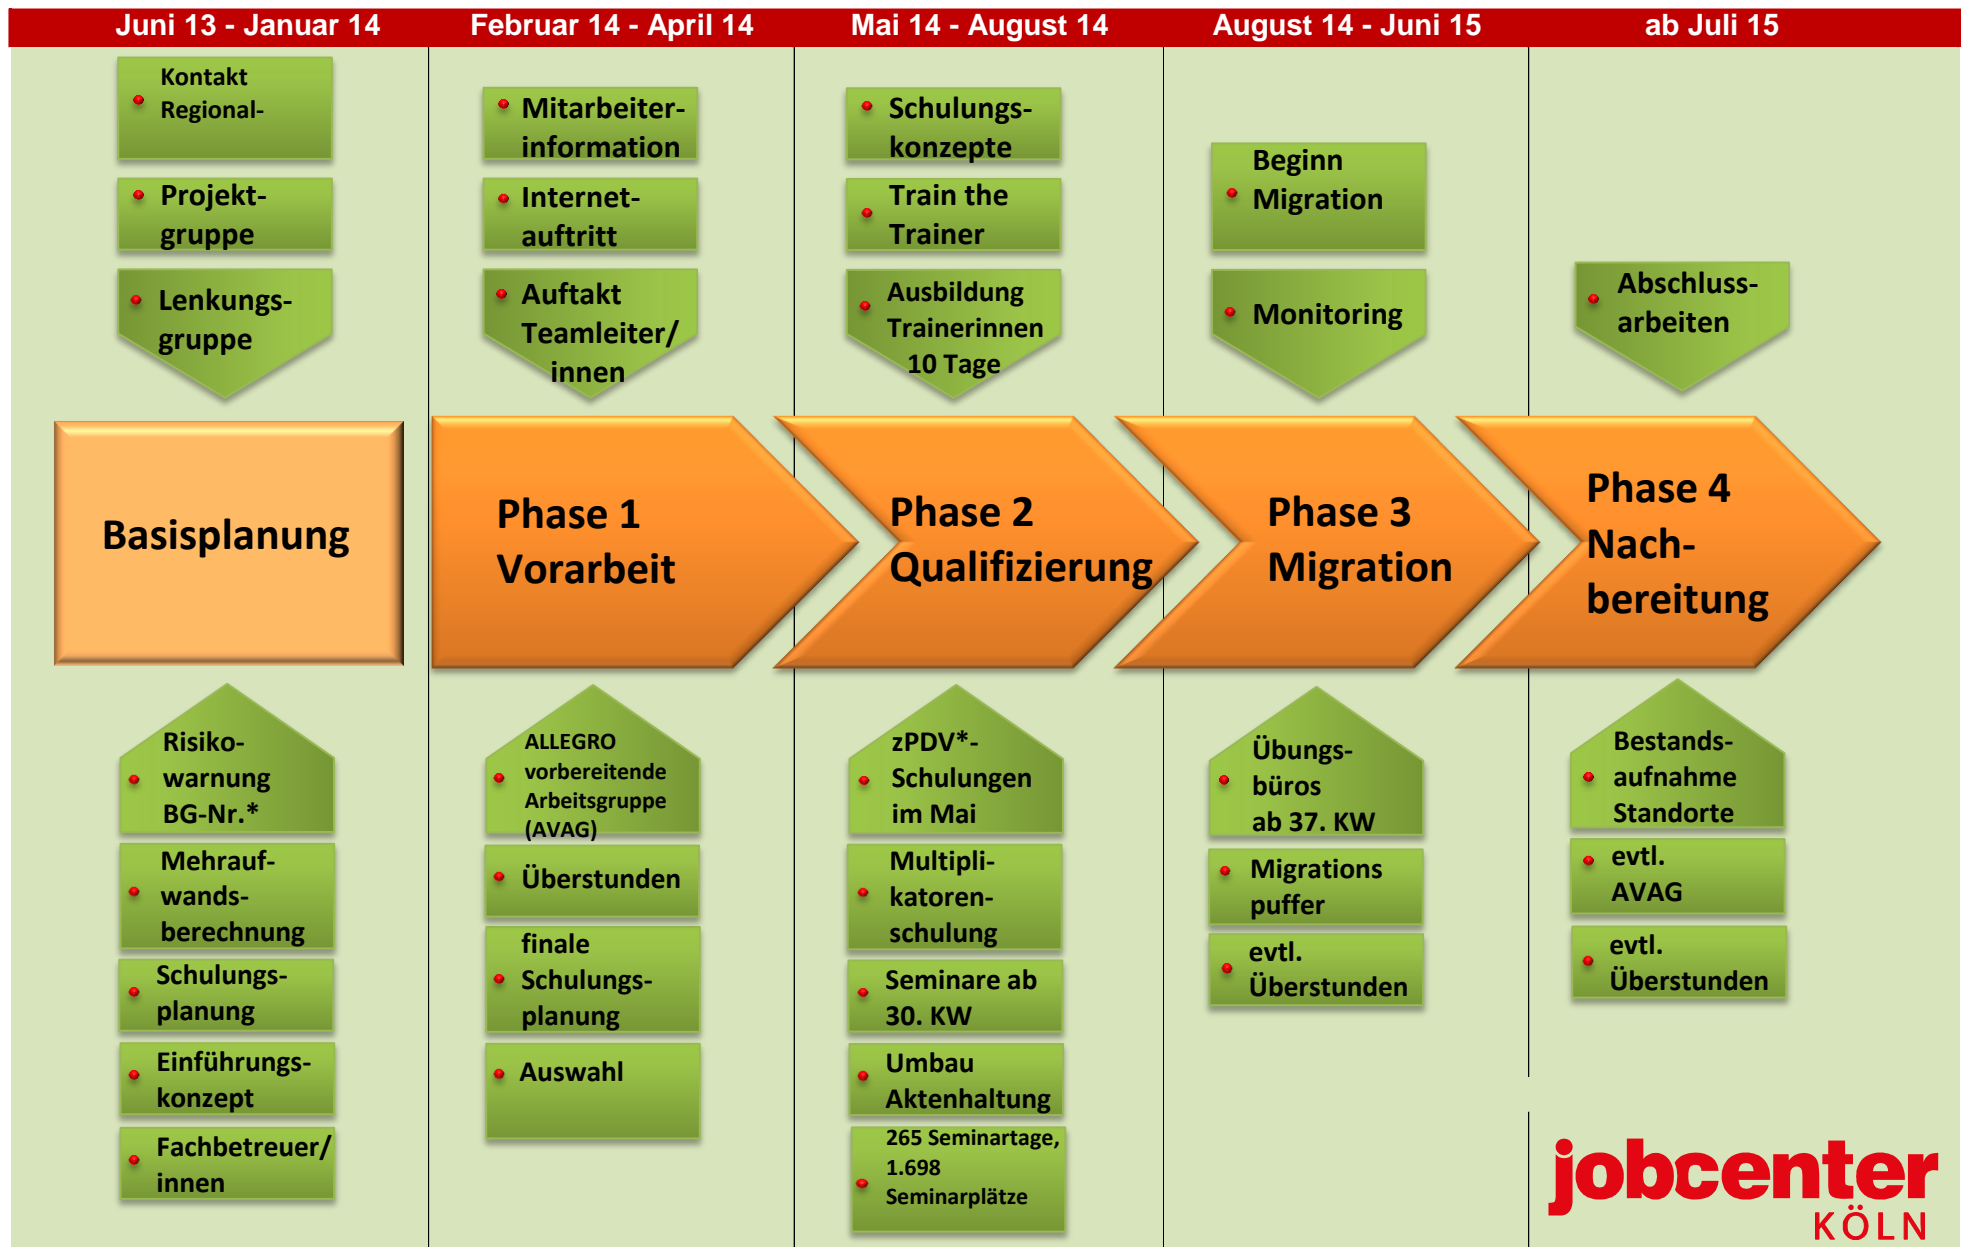 Juni 13 - Januar 14
Februar 14 - April 14
Mai 14 - August 14
August 14 - Juni 15
ab Juli 15
Kontakt
Regional-
Projekt-
gruppe
Lenkungs-
gruppe
Mitarbeiter-
information
Internet-
auftritt
Auftakt
Teamleiter/
innen
Schulungs-
konzepte
Train the
Trainer
Ausbildung
Trainerinnen
10 Tage
Beginn
Migration
Monitoring
Abschluss-
arbeiten
Basisplanung
Phase 1
Vorarbeit
Phase 2
Qualifizierung
Phase 3
Migration
Phase 4
Nach-
bereitung
Risiko-
warnung
BG-Nr.*
Mehrauf-
wands-
berechnung
Schulungs-
planung
Einführungs-
konzept
Fachbetreuer/
innen
ALLEGRO
vorbereitende
Arbeitsgruppe
(AVAG)
Überstunden
finale
Schulungs-
planung
Auswahl
zPDV*-
Schulungen
im Mai
Multipli-
katoren-
schulung
Seminare ab
30. KW
Umbau
Aktenhaltung
265 Seminartage,
1.698
Seminarplätze
Übungs-
büros
ab 37. KW
Migrations
puffer
evtl.
Überstunden
Bestands-
aufnahme
Standorte
evtl.
AVAG
evtl.
Überstunden
jobcenter
KÖLN